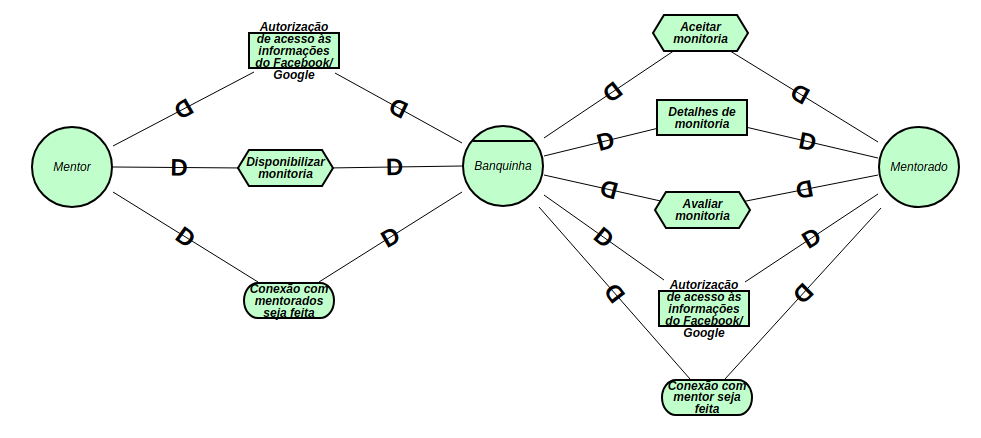 Autorização
de acesso às
informações
do Facebook/
Google
D
D
Mentor
D
Disponibilizar
monitoria
D
Banquinha
D
D
Conexão com
mentorados
seja feita
Aceitar
monitoria
D
D
Detalhes de
monitoria
D
D
Mentorado
D
Avaliar
monitoria
D
D
D
Autorização
de acesso às
informações
do Facebook/
Google
D
D
Conexão com
mentor seja
feita